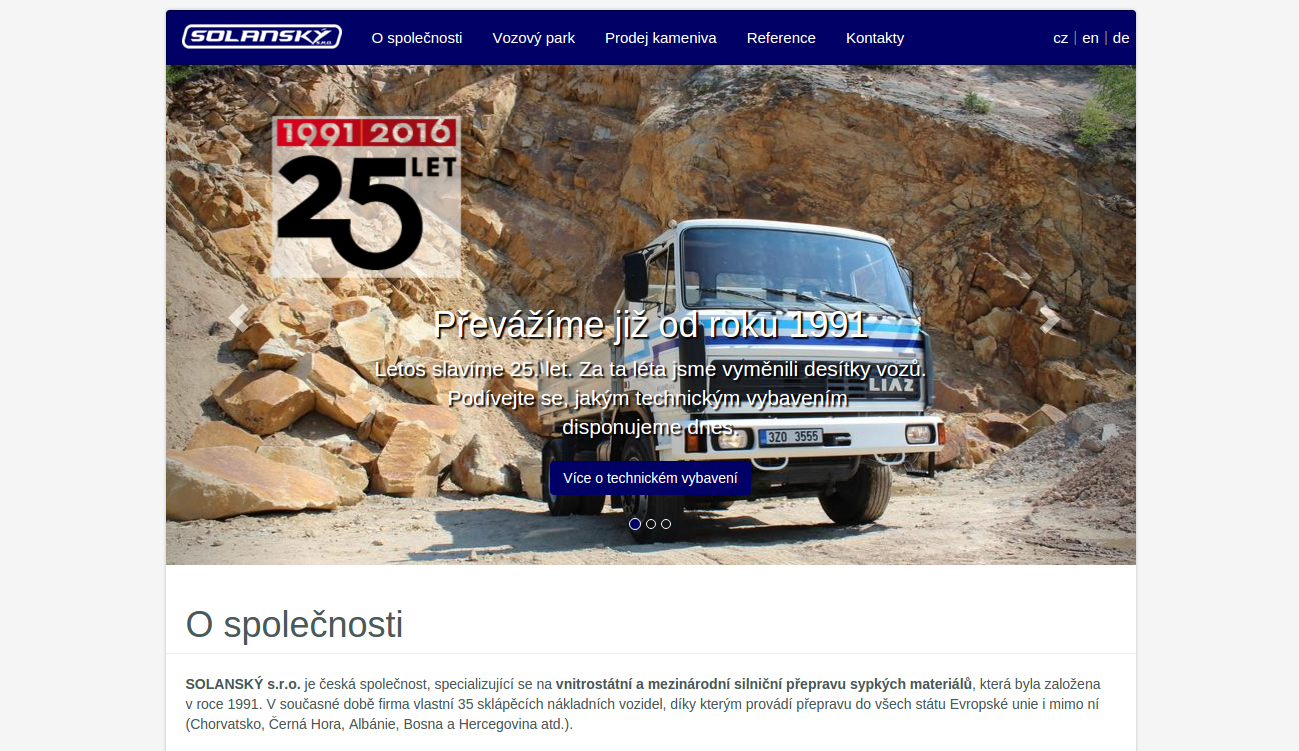 SOLANSKÝ s.r.o.
O společnosti
Vozový park
Prodej kameniva
Reference
Kontakty
cz | en | de
1991 2016
25 LET
Převážíme již od roku 1991
Letos slavíme 25. let. Za ta léta jsme vyměnili desítky vozů.
Podívejte se, jakým technickým vybavením
disponujeme dnes.
LIAZ
3Z0 3555
Více o technickém vybavení
O společnosti
SOLANSKÝ s.r.o. je česká společnost, specializující se na vnitrostátní a mezinárodní silniční přepravu sypkých materiálů, která byla založena
v roce 1991. V současné době firma vlastní 35 sklápěcích nákladních vozidel, díky kterým provádí přepravu do všech státu Evropské unie i mimo ní
(Chorvatsko, Černá Hora, Albánie, Bosna a Hercegovina atd.).